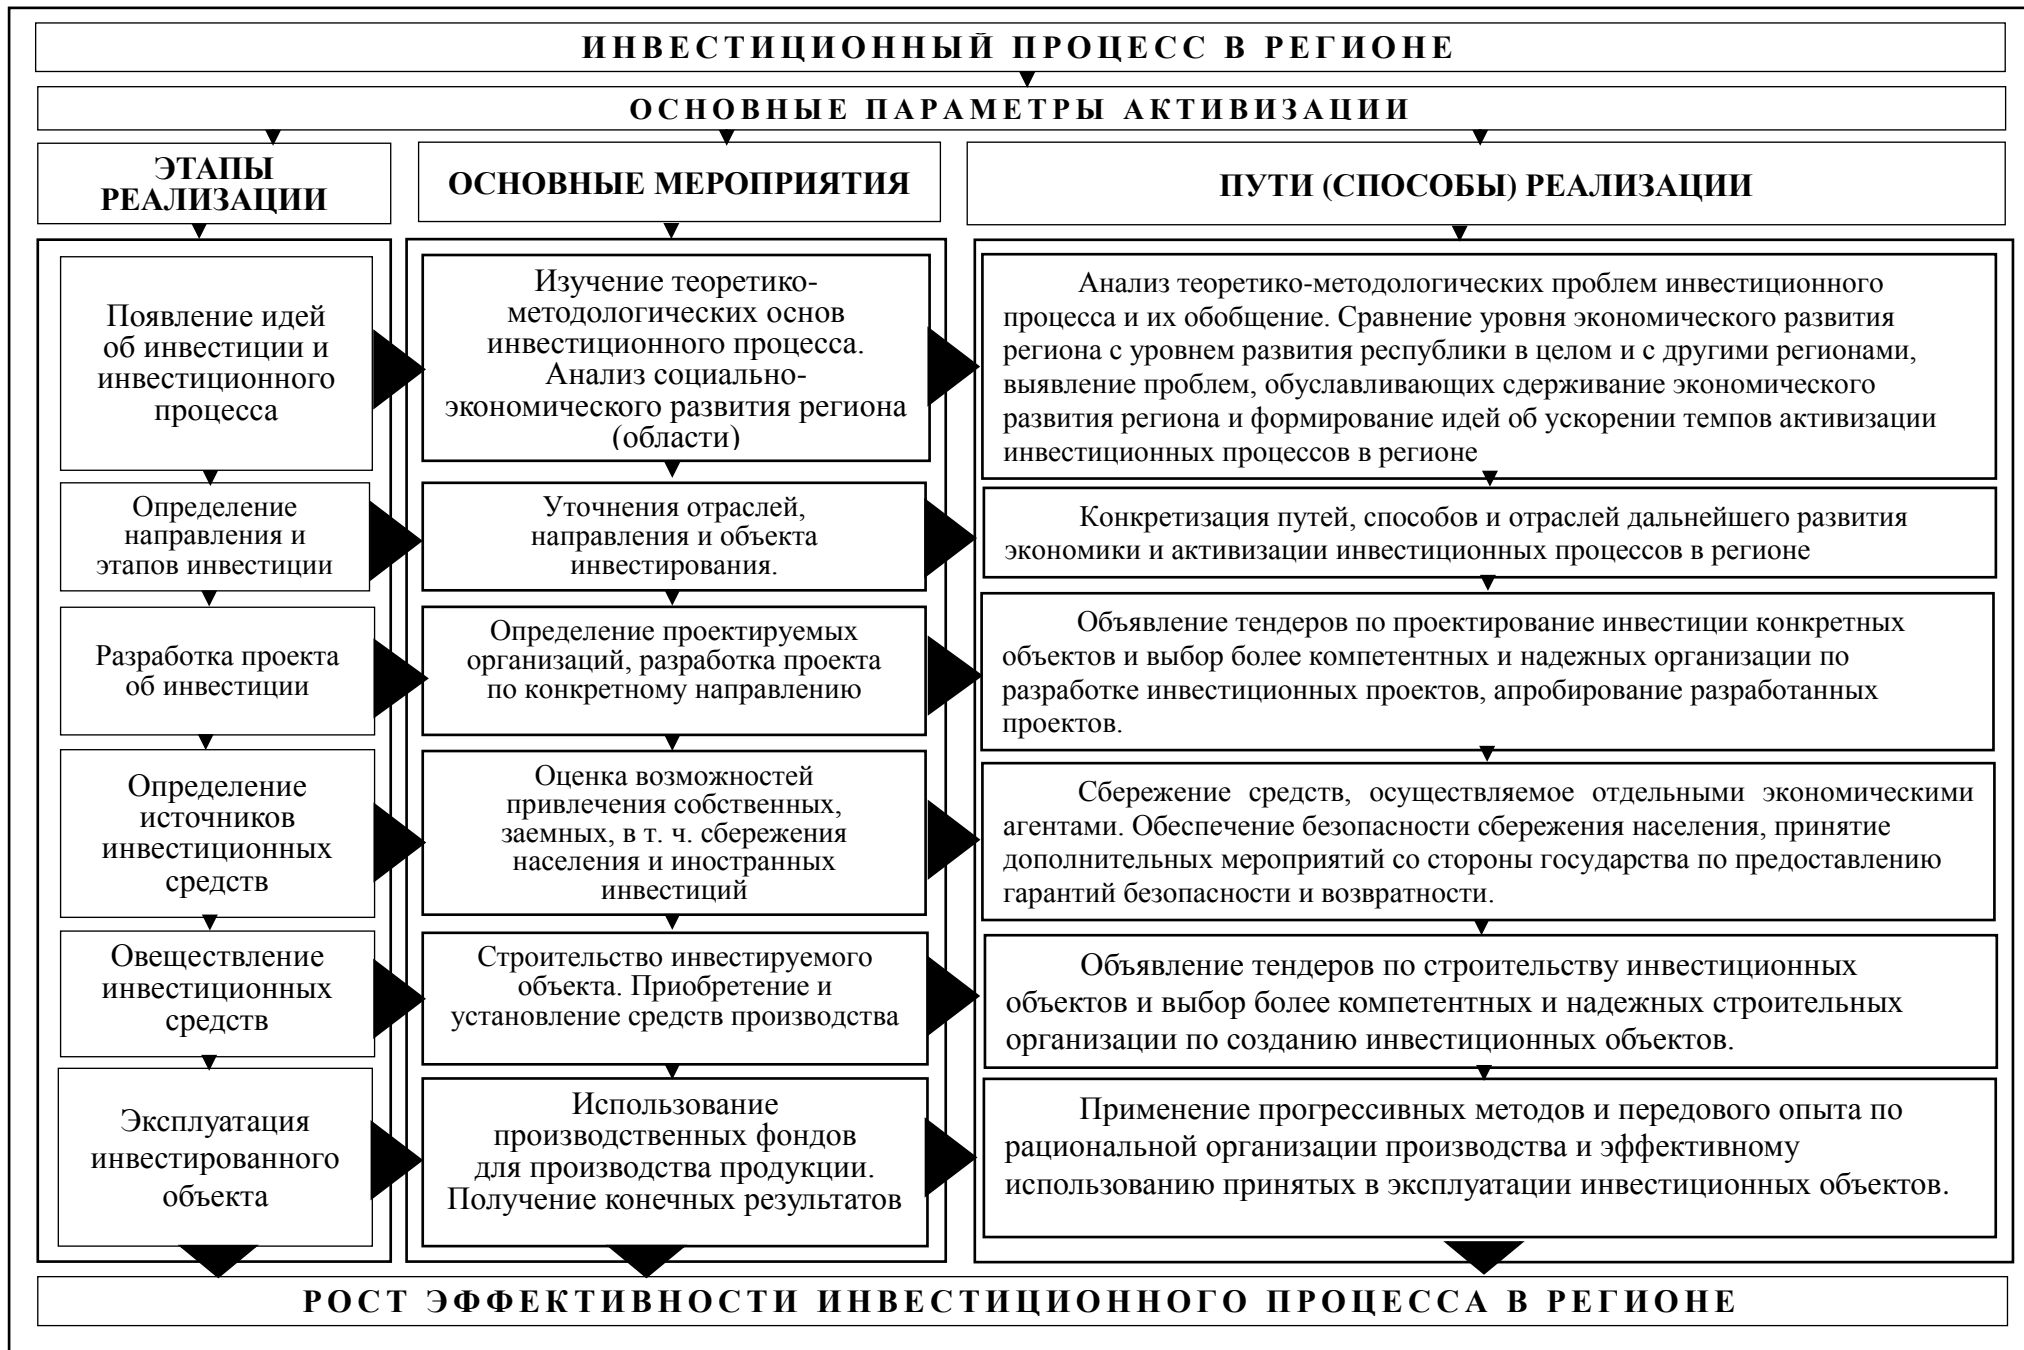 ИНВЕСТИЦИОННЫЙ ПРОЦЕСС В РЕГИОНЕ
ОСНОВНЫЕ ПАРАМЕТРЫ АКТИВИЗАЦИИ
ЭТАПЫ
РЕАЛИЗАЦИИ
ОСНОВНЫЕ МЕРОПРИЯТИЯ
ПУТИ (СПОСОБЫ) РЕАЛИЗАЦИИ
Появление идей
об инвестиции и
инвестиционного
процесса
Изучение теоретико-
методологических основ
инвестиционного процесса.
Анализ социально-
экономического развития региона
(области)
Анализ теоретико-методологических проблем инвестиционного
процесса и их обобщение. Сравнение уровня экономического развития
региона с уровнем развития республики в целом и с другими регионами,
выявление проблем, обуславливающих сдерживание экономического
развития региона и формирование идей об ускорении темпов активизации
инвестиционных процессов в регионе
Определение
направления и
этапов инвестиции
Уточнения отраслей,
направления и объекта
инвестирования.
Конкретизация путей, способов и отраслей дальнейшего развития
экономики и активизации инвестиционных процессов в регионе
Разработка проекта
об инвестиции
Определение проектируемых
организаций, разработка проекта
по конкретному направлению
Объявление тендеров по проектирование инвестиции конкретных
объектов и выбор более компетентных и надежных организации по
разработке инвестиционных проектов, апробирование разработанных
проектов.
Определение
источников
инвестиционных
средств
Оценка возможностей
привлечения собственных,
заемных, в т. ч. сбережения
населения и иностранных
инвестиций
Сбережение средств, осуществляемое отдельными экономическими
агентами. Обеспечение безопасности сбережения населения, принятие
дополнительных мероприятий со стороны государства по предоставлению
гарантий безопасности и возвратности.
Овеществление
инвестиционных
средств
Строительство инвестируемого
объекта. Приобретение и
установление средств производства
Объявление тендеров по строительству инвестиционных
объектов и выбор более компетентных и надежных строительных
организации по созданию инвестиционных объектов.
Эксплуатация
инвестированного
объекта
Использование
производственных фондов
для производства продукции.
Получение конечных результатов
Применение прогрессивных методов и передового опыта по
рациональной организации производства и эффективному
использованию принятых в эксплуатации инвестиционных объектов.
РОСТ ЭФФЕКТИВНОСТИ ИНВЕСТИЦИОННОГО ПРОЦЕССА В РЕГИОНЕ